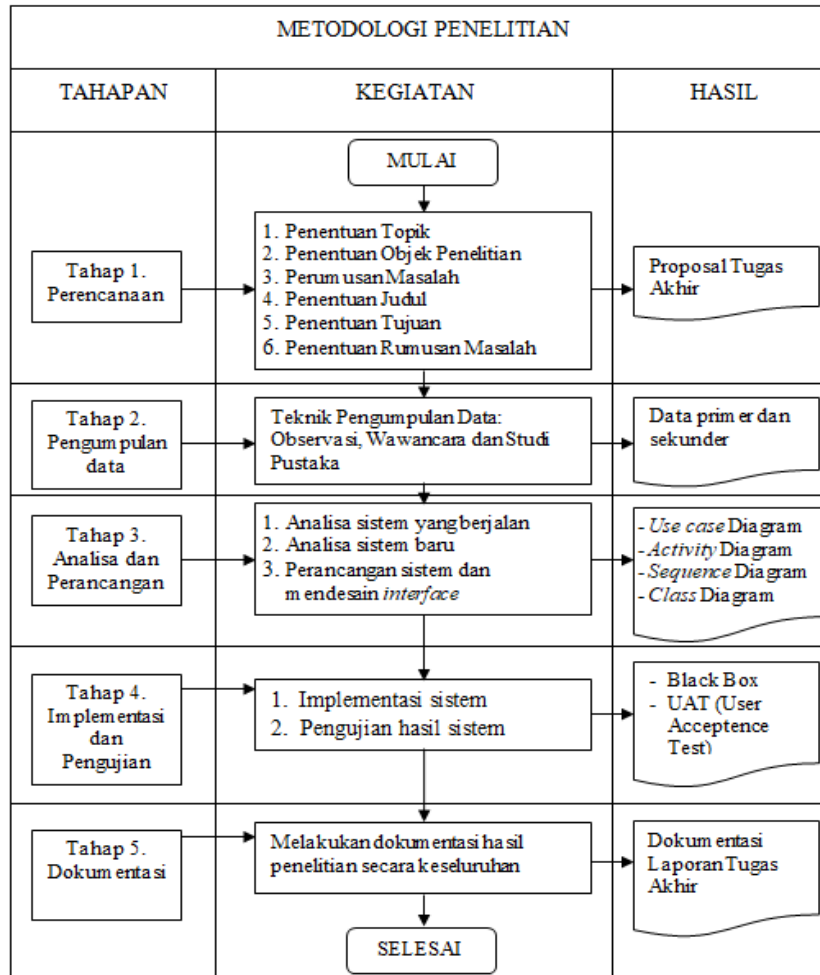 METODOLOGI PENELITIAN
TAHAPAN
KEGIATAN
HASIL
MULAI
Tahap 1.
Perencanaan
1. Penentuan Topik
2. Penentuan Objek Penelitian
3. Perumusan Masalah
4. Penentuan Judul
5. Penentuan Tujuan
6. Penentuan Rumusan Masalah
Proposal Tugas
Akhir
Tahap 2.
Pengumpulan
data
Teknik Pengumpulan Data:
Observasi, Wawancara dan Studi
Pustaka
Data primer dan
sekunder
Tahap 3.
Analisa dan
Perancangan
1. Analisa sistem yang berjalan
2. Analisa sistem baru
3. Perancangan sistem dan
mendesain interface
- Use case Diagram
- Activity Diagram
- Sequence Diagram
- Class Diagram
Tahap 4.
Implementasi
dan
Pengujian
1. Implementasi sistem
2. Pengujian hasil sistem
- Black Box
- UAT (User
Acceptence
Test)
Tahap 5.
Dokumentasi
Melakukan dokumentasi hasil
penelitian secara keseluruhan
Dokumentasi
Laporan Tugas
Akhir
SELESAI